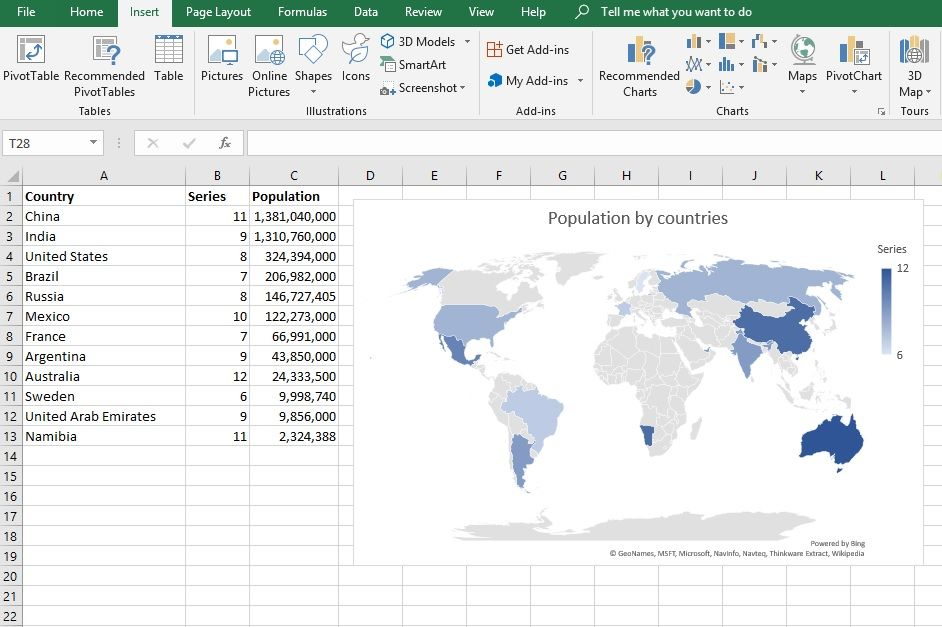 File Home Insert Page Layout Formulas Data Review View Help Tell me what you want to do
PivotTable Recommended PivotTables Table
Tables
Pictures Online Pictures Shapes Icons
3D Models
SmartArt
Screenshot
Illustrations
Get Add-ins
My Add-ins
Add-ins
Recommended Charts
Maps PivotChart
Charts
3D Map
Tours
T28 fx
A B C D E F G H I J K L
1 Country Series Population
2 China 11 1,381,040,000
3 India 9 1,310,760,000
4 United States 8 324,394,000
5 Brazil 7 206,982,000
6 Russia 8 146,727,405
7 Mexico 10 122,273,000
8 France 7 66,991,000
9 Argentina 9 43,850,000
10 Australia 12 24,333,500
11 Sweden 6 9,998,740
12 United Arab Emirates 9 9,856,000
13 Namibia 11 2,324,388
14
15
16
17
18
19
20
21
22
Population by countries
Series
12
6
Powered by Bing
© GeoNames, MSFT, Microsoft, NavInfo, Navteq, Thinkware Extract, Wikipedia